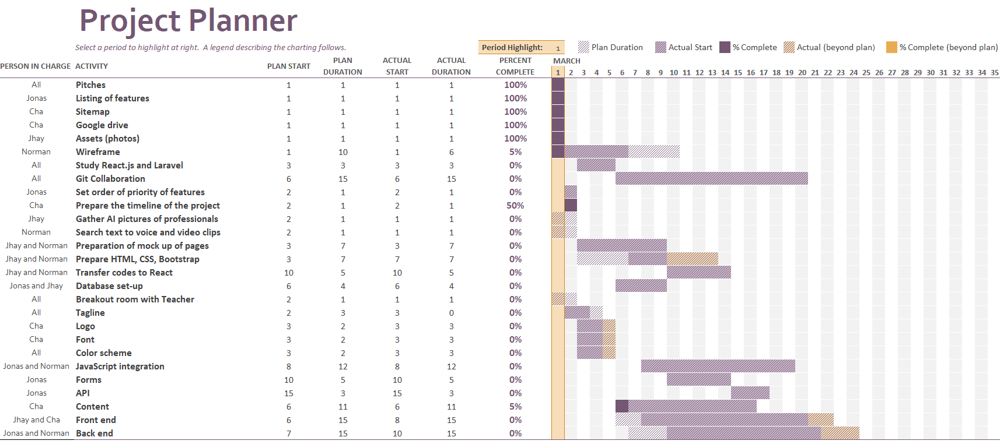 Project Planner
Select a period to highlight at right.  A legend describing the charting follows.
Period Highlight: 1 Plan Duration Actual Start % Complete Actual (beyond plan) % Complete (beyond plan)
PERSON IN CHARGE ACTIVITY PLAN START PLAN DURATION ACTUAL START ACTUAL DURATION PERCENT COMPLETE MARCH
1 2 3 4 5 6 7 8 9 10 11 12 13 14 15 16 17 18 19 20 21 22 23 24 25 26 27 28 29 30 31 32 33 34 35
All Pitches 1 1 1 1 100%
Jonas Listing of features 1 1 1 1 100%
Cha Sitemap 1 1 1 1 100%
Cha Google drive 1 1 1 1 100%
Jhay Assets (photos) 1 1 1 1 100%
Norman Wireframe 1 10 1 6 5%
All Study React.js and Laravel 3 3 3 3 0%
All Git Collaboration 6 15 6 15 0%
Jonas Set order of priority of features 2 1 2 1 0%
Cha Prepare the timeline of the project 2 1 2 1 50%
Jhay Gather AI pictures of professionals 2 1 1 1 0%
Norman Search text to voice and video clips 2 1 1 1 0%
Jhay and Norman Preparation of mock up of pages 3 7 3 7 0%
Jhay and Norman Prepare HTML, CSS, Bootstrap 3 7 7 7 0%
Jhay and Norman Transfer codes to React 10 5 10 5 0%
Jonas and Jhay Database set-up 6 4 6 4 0%
All Breakout room with Teacher 2 1 1 1 0%
All Tagline 2 3 3 0 0%
Cha Logo 3 2 3 3 0%
Cha Font 3 2 3 3 0%
All Color scheme 3 2 3 3 0%
Jonas and Norman JavaScript integration 8 12 8 12 0%
Jonas Forms 10 5 10 5 0%
Jonas API 15 3 15 3 0%
Cha Content 6 11 6 11 5%
Jhay and Cha Front end 6 15 8 15 0%
Jonas and Norman Back end 7 15 10 15 0%